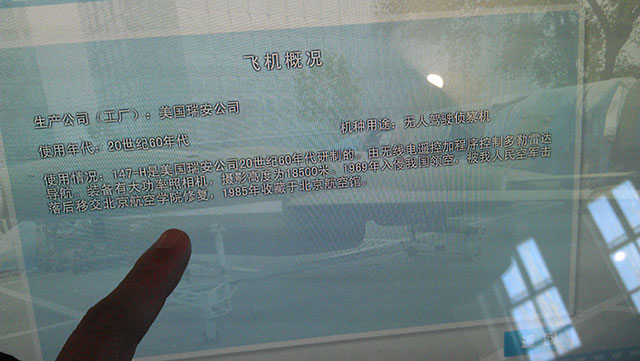 飞机概况
生产公司（工厂）：美国瑞安公司
机种用途：无人驾驶侦察机
使用年代：20世纪60年代
使用情况：147-H是美国瑞安公司20世纪60年代研制的。由无线电遥控加程序控制多勒雷达
导航。装备有大功率照相机，摄影高度为18500米。1969年入侵我国领空，被我人民空军击
落后移交北京航空学院修复，1985年收藏于北京航空馆。
返回